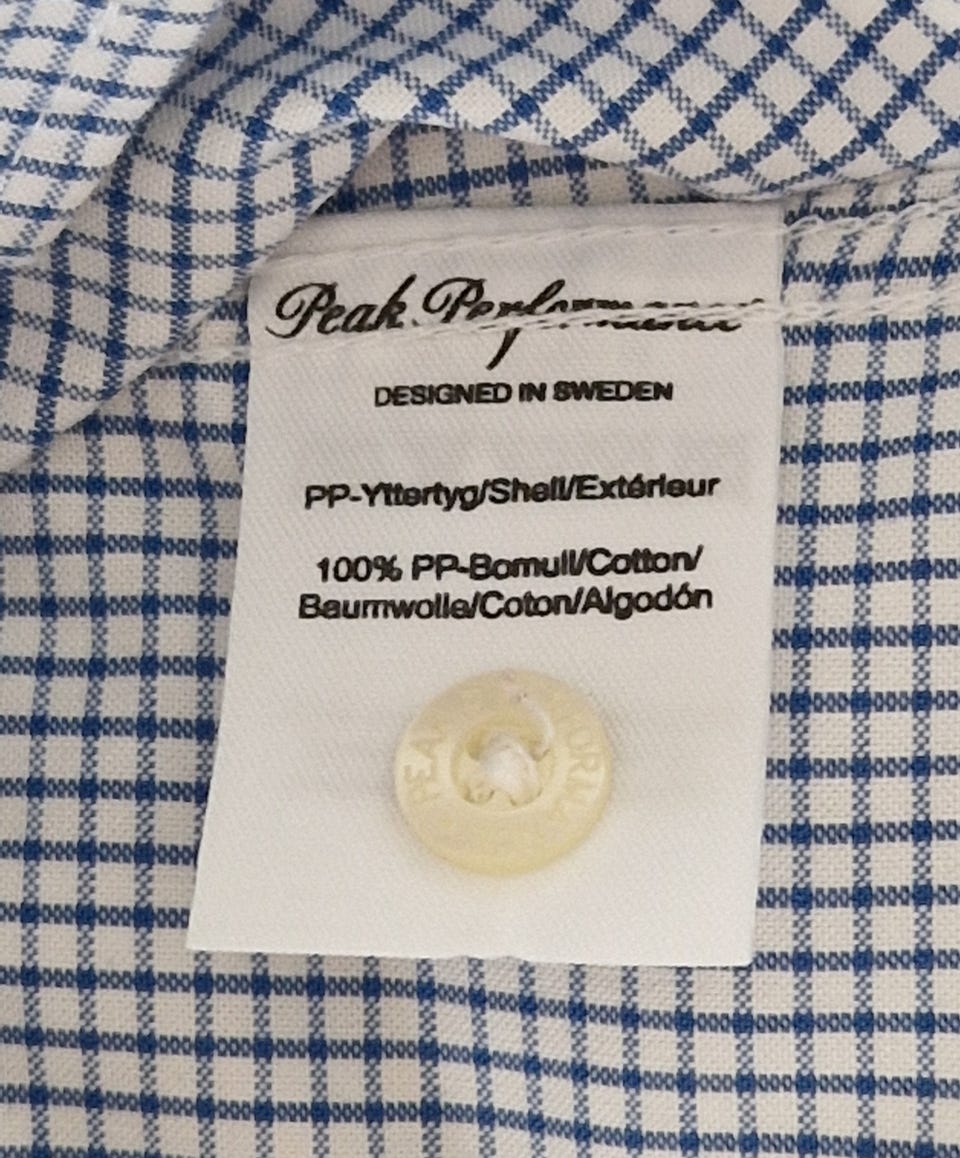 Peak Performance
DESIGNED IN SWEDEN
PP-Yttertyg/Shell/Extérieur
100% PP-Bomull/Cotton/
Baumwolle/Coton/Algodón